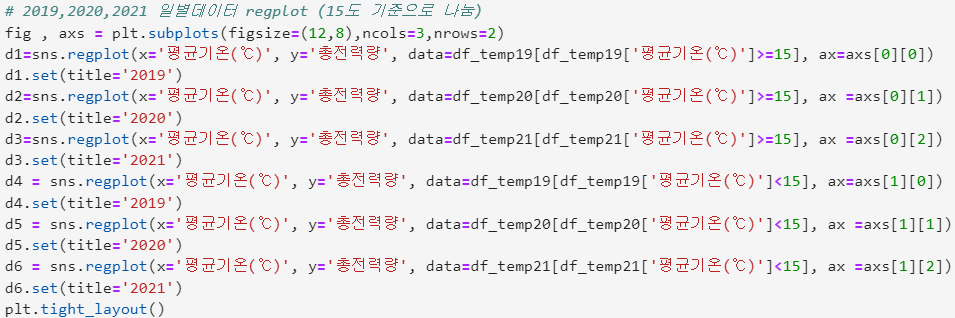 # 2019,2020,2021 일별데이터 regplot (15도 기준으로 나눔)
fig , axs = plt.subplots(figsize=(12,8),ncols=3,nrows=2)
d1=sns.regplot(x='평균기온(℃)', y='총전력량', data=df_temp19[df_temp19['평균기온(℃)']>=15], ax=axs[0][0])
d1.set(title='2019')
d2=sns.regplot(x='평균기온(℃)', y='총전력량', data=df_temp20[df_temp20['평균기온(℃)']>=15], ax =axs[0][1])
d2.set(title='2020')
d3=sns.regplot(x='평균기온(℃)', y='총전력량', data=df_temp21[df_temp21['평균기온(℃)']>=15], ax =axs[0][2])
d3.set(title='2021')
d4 = sns.regplot(x='평균기온(℃)', y='총전력량', data=df_temp19[df_temp19['평균기온(℃)']<15], ax=axs[1][0])
d4.set(title='2019')
d5 = sns.regplot(x='평균기온(℃)', y='총전력량', data=df_temp20[df_temp20['평균기온(℃)']<15], ax =axs[1][1])
d5.set(title='2020')
d6 = sns.regplot(x='평균기온(℃)', y='총전력량', data=df_temp21[df_temp21['평균기온(℃)']<15], ax =axs[1][2])
d6.set(title='2021')
plt.tight_layout()